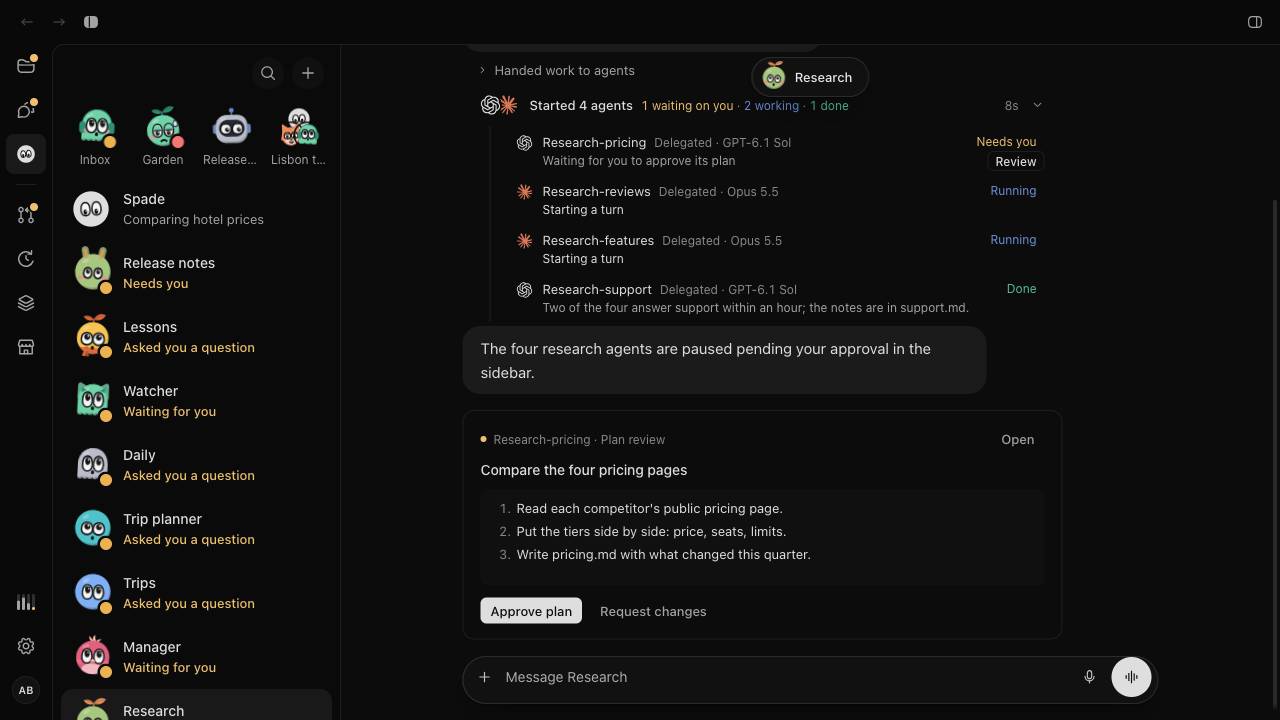 Inbox
Garden
Release...
Lisbon t...
Spade
Comparing hotel prices
Release notes
Needs you
Lessons
Asked you a question
Watcher
Waiting for you
Daily
Asked you a question
Trip planner
Asked you a question
Trips
Asked you a question
Manager
Waiting for you
Research
AB
Handed work to agents
Research
Started 4 agents 1 waiting on you · 2 working · 1 done 8s
Research-pricing Delegated · GPT-6.1 Sol Needs you
Waiting for you to approve its plan Review
Research-reviews Delegated · Opus 5.5 Running
Starting a turn
Research-features Delegated · Opus 5.5 Running
Starting a turn
Research-support Delegated · GPT-6.1 Sol Done
Two of the four answer support within an hour; the notes are in support.md.
The four research agents are paused pending your approval in the
sidebar.
Research-pricing · Plan review Open
Compare the four pricing pages
1. Read each competitor's public pricing page.
2. Put the tiers side by side: price, seats, limits.
3. Write pricing.md with what changed this quarter.
Approve plan Request changes
Message Research